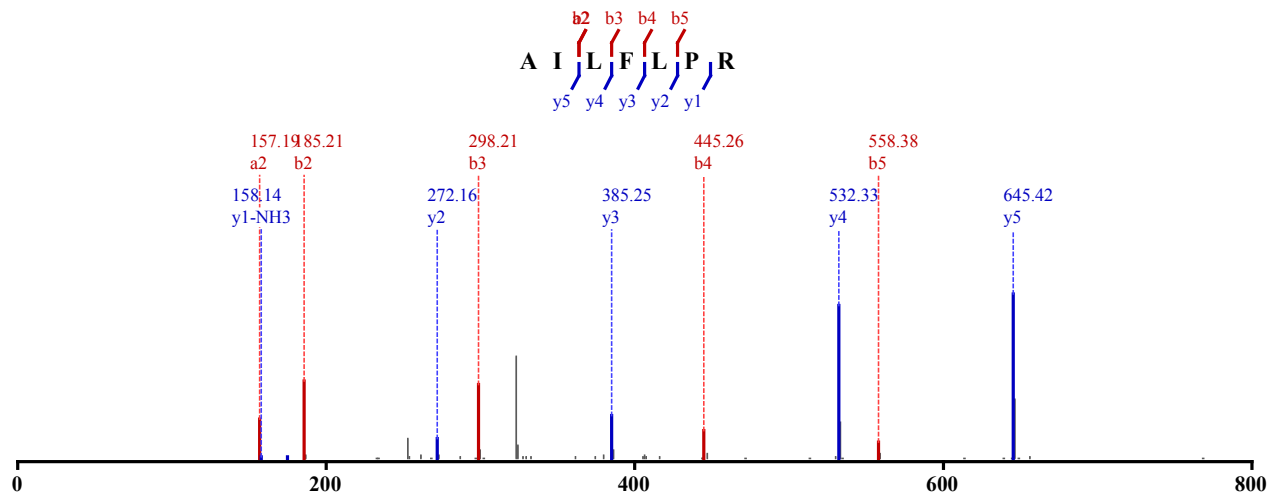 a2 b2 b3 b4 b5
A I L F L P R
y5 y4 y3 y2 y1
157.19 185.21 298.21 445.26 558.38
a2 b2 b3 b4 b5
158.14 272.16 385.25 532.33 645.42
y1-NH3 y2 y3 y4 y5
0 200 400 600 800